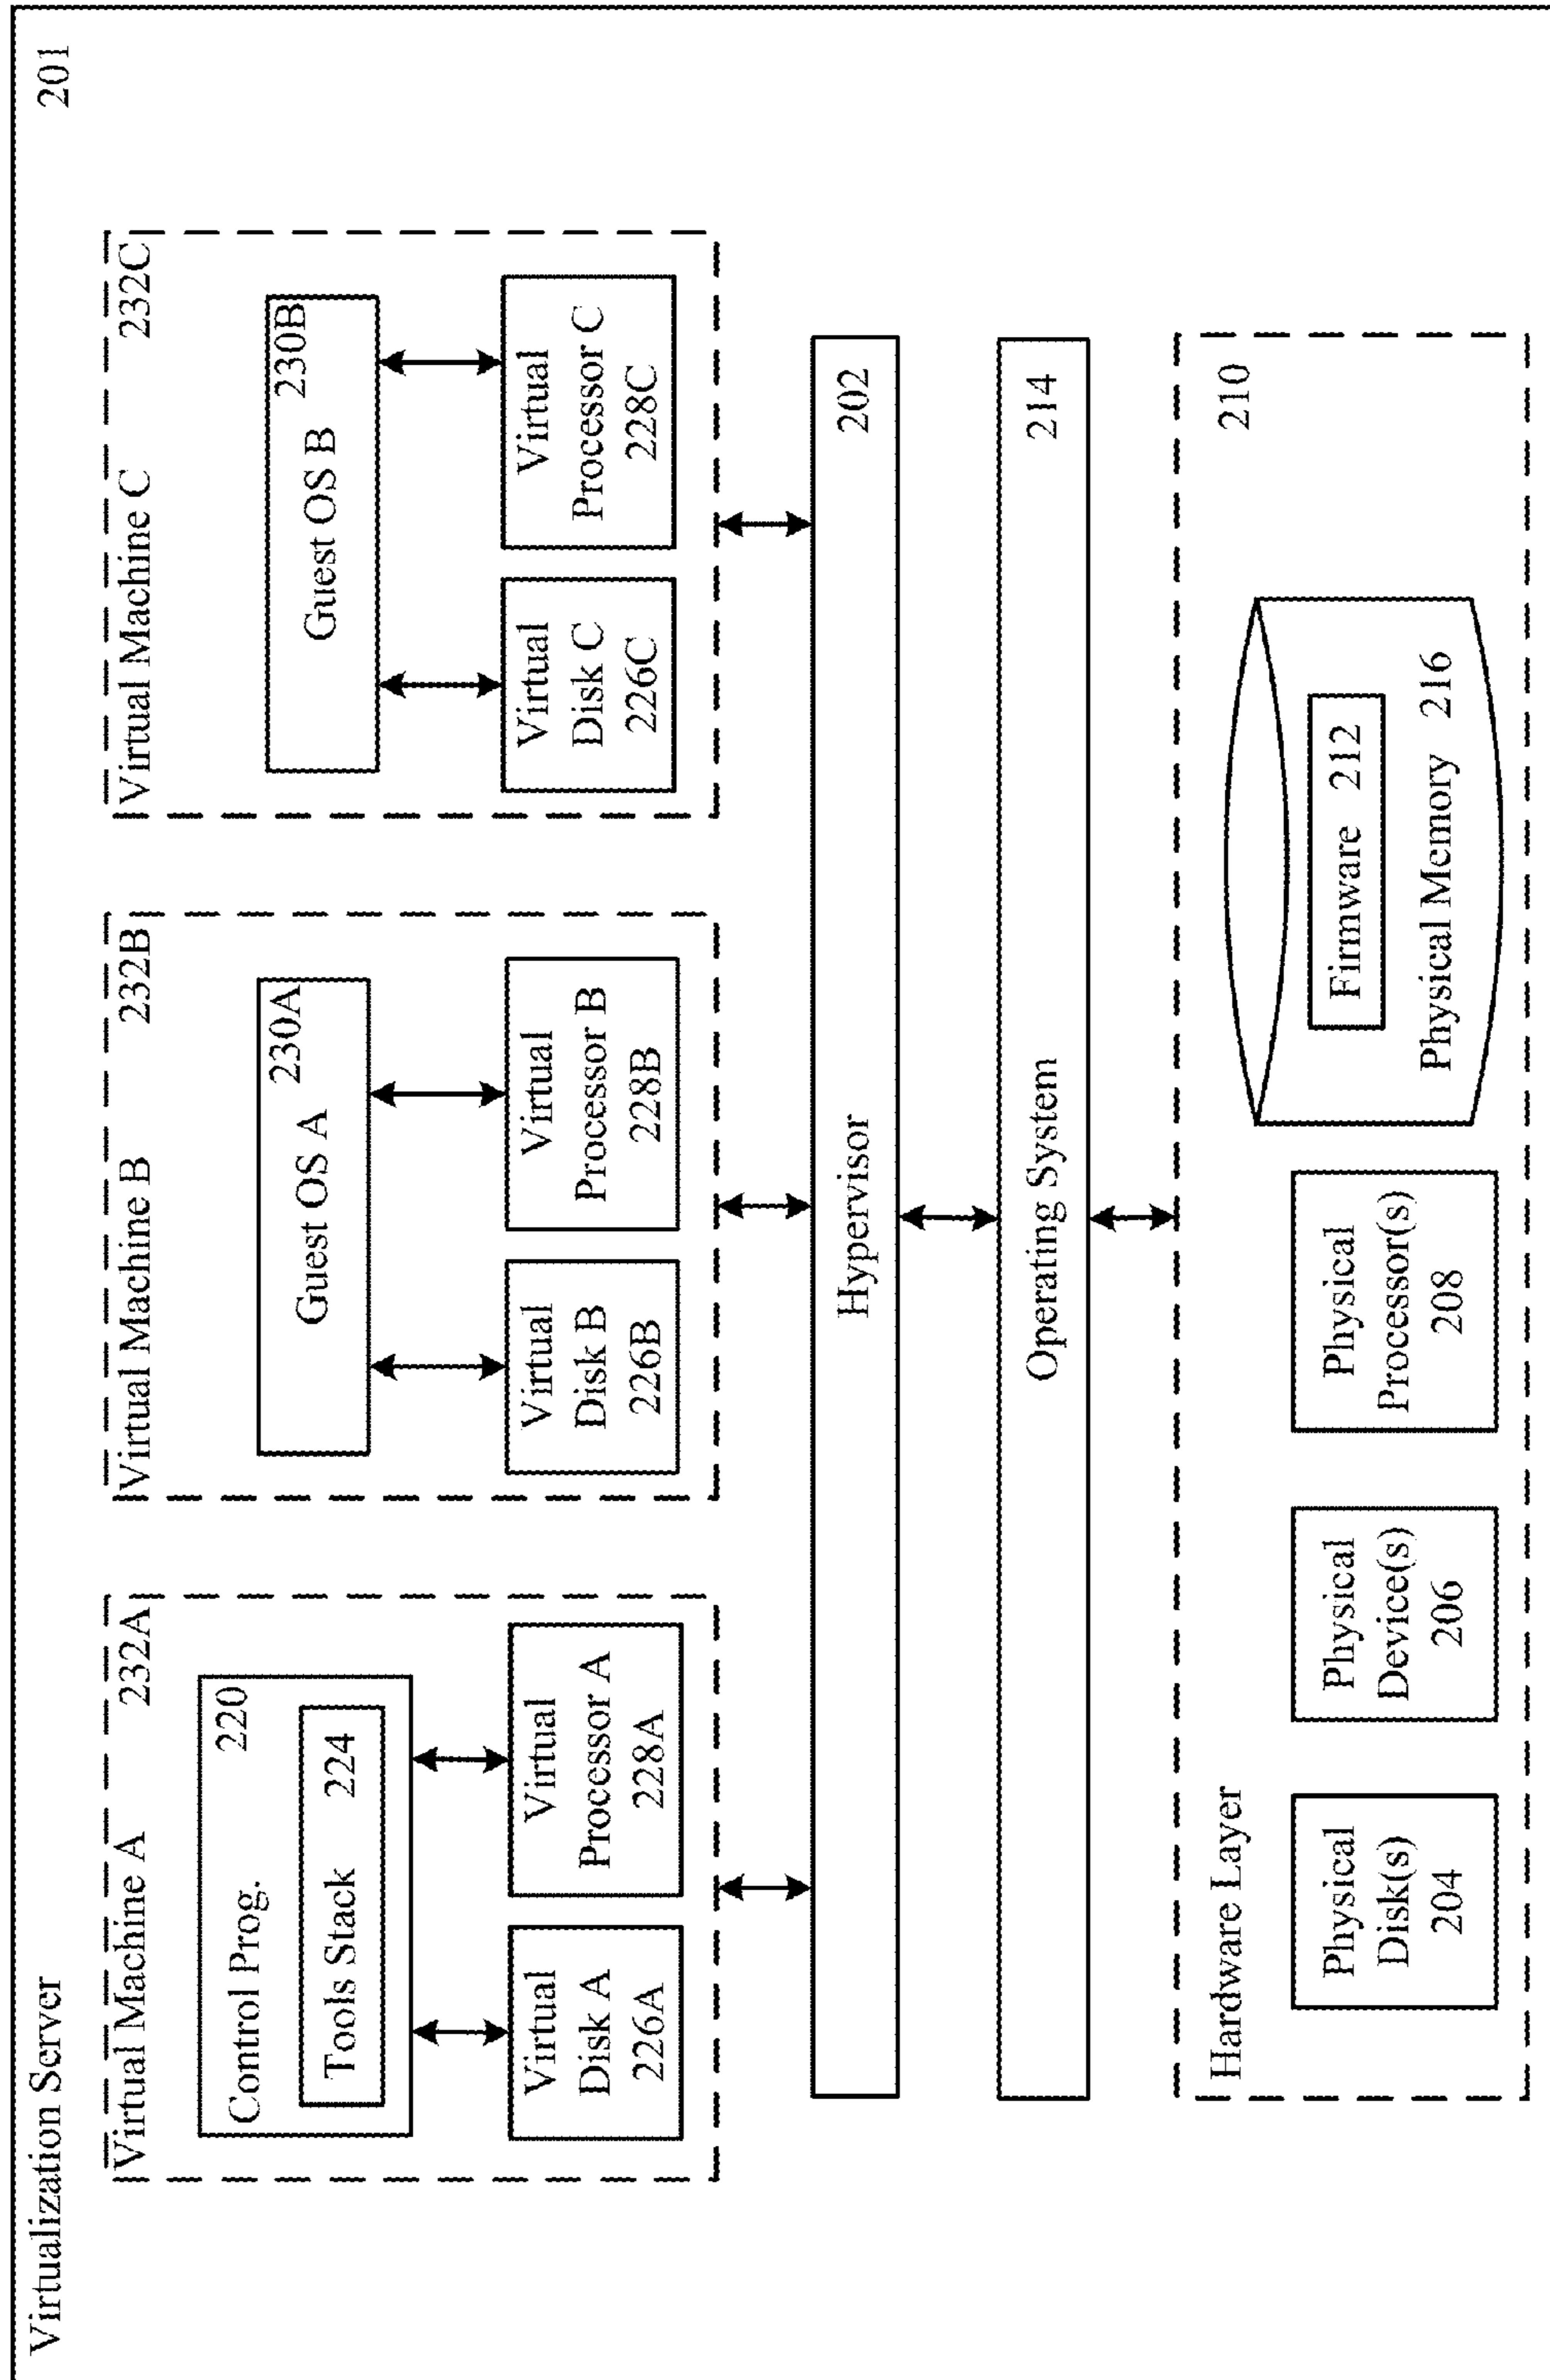 Virtualization Server
201
Virtual Machine A 232A
Control Prog. 220
Tools Stack 224
Virtual
Disk A
226A
Virtual
Processor A
228A
Virtual Machine B 232B
230A
Guest OS A
Virtual
Disk B
226B
Virtual
Processor B
228B
Virtual Machine C 232C
230B
Guest OS B
Virtual
Disk C
226C
Virtual
Processor C
228C
Hypervisor
202
Operating System
214
Hardware Layer
210
Physical
Disk(s)
204
Physical
Device(s)
206
Physical
Processor(s)
208
Firmware 212
Physical Memory 216